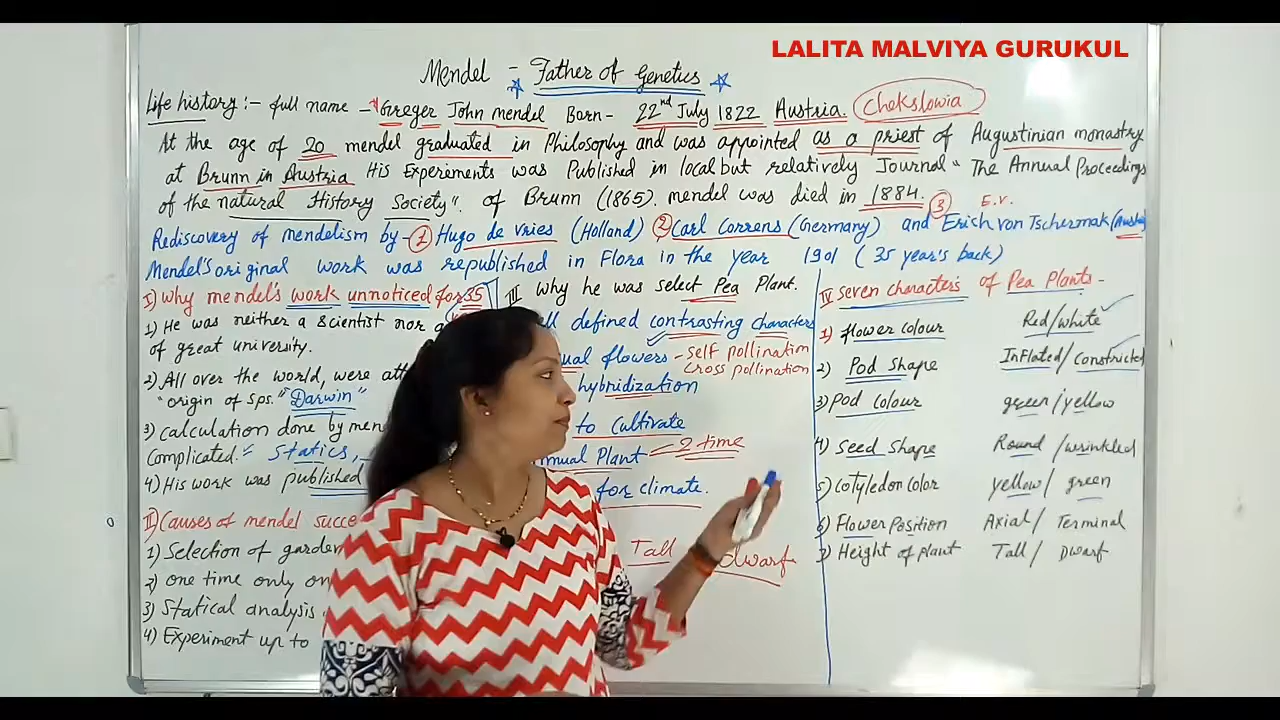 LALITA MALVIYA GURUKUL
Mendel - Father of Genetics
Life history :- full name - Greger John mendel Born- 22nd July 1822 Austria. Chekslowia
At the age of 20 mendel graduated in Philosophy and was appointed as a priest of Augustinian monastry
at Brunn in Austria His Experiments was Published in local but relatively Journal "The Annual Proceedings
of the natural History Society". of Brunn (1865). mendel was died in 1884. E.V.
Rediscovery of mendelism by- 1 Hugo de vries (Holland) 2 Carl Correns (Germany) and 3 Erich von Tschermak
Mendel's original work was republished in Flora in the year 1901 (35 year's back)
I) why mendel's work unnoticed for 35
1) He was neither a scientist nor a
of great university.
2) All over the world, were
"origin of sps." "Darwin"
3) calculation done by
complicated. Statics,
4) His work was published
II) Causes of mendel
1) Selection of garden
2) one time only
3) Statical analysis
4) Experiment up to
III why he was select Pea Plant.
defined contrasting characters
flowers - Self pollination
Cross pollination
hybridization
to Cultivate
Plant 2 time
for climate.
Tall dwarf
IV Seven character's of Pea Plants -
1) flower colour Red/white
2) Pod Shape Inflated/constricted
3) Pod colour green/yellow
4) Seed Shape Round/wrinkled
5) Cotyledon color yellow/green
6) Flower Position Axial/Terminal
7) Height of plant Tall/Dwarf